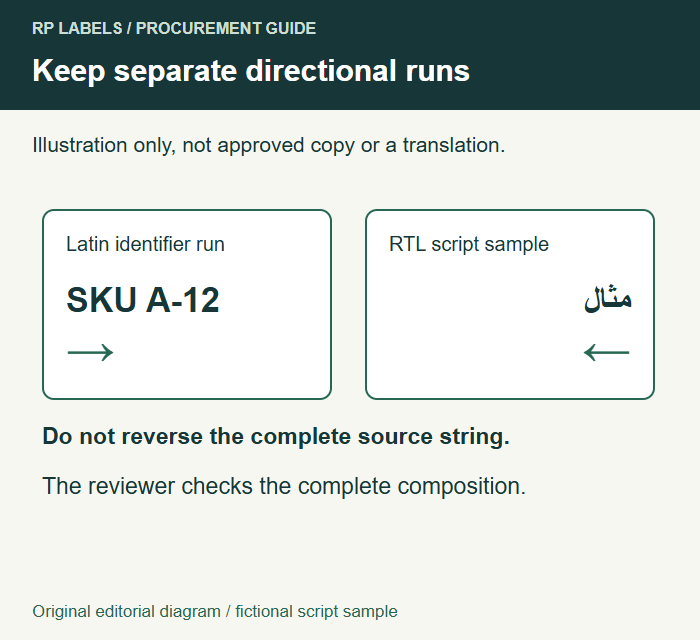 RP LABELS / PROCUREMENT GUIDE
Keep separate directional runs
Illustration only, not approved copy or a translation.
Latin identifier run
SKU A-12
→
RTL script sample
مثال
←
Do not reverse the complete source string.
The reviewer checks the complete composition.
Original editorial diagram / fictional script sample